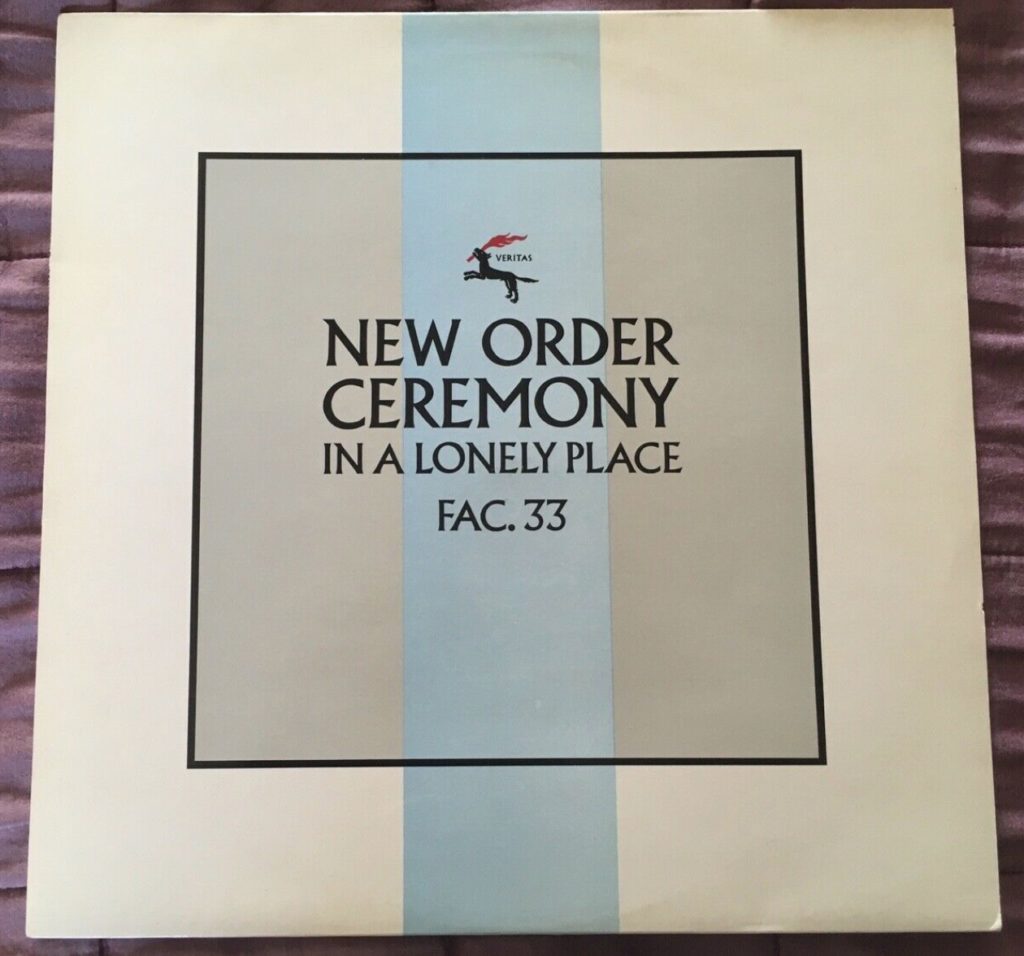 VERITAS
NEW ORDER
CEREMONY
IN A LONELY PLACE
FAC. 33